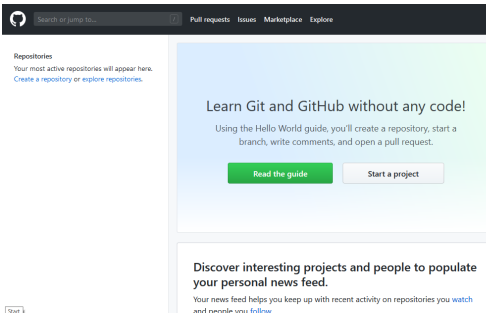 Search or jump to...
/
Pull requests Issues Marketplace Explore
Repositories
Your most active repositories will appear here.
Create a repository or explore repositories.
Learn Git and GitHub without any code!
Using the Hello World guide, you'll create a repository, start a
branch, write comments, and open a pull request.
Read the guide
Start a project
Discover interesting projects and people to populate
your personal news feed.
Your news feed helps you keep up with recent activity on repositories you watch
and people you follow.
Start